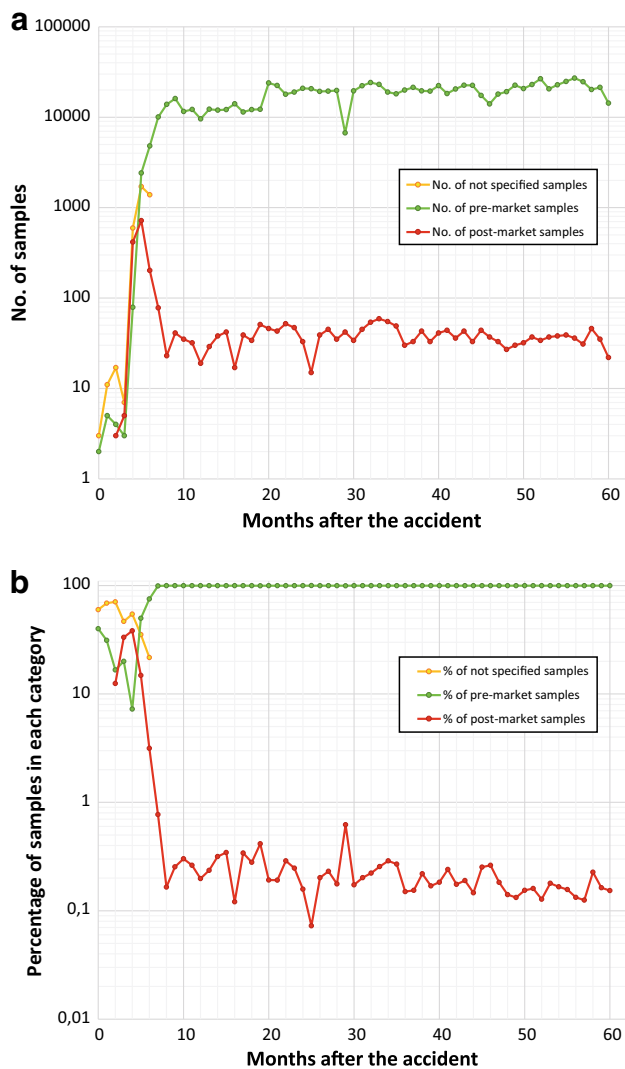 a
100000
10000
1000
100
10
1
No. of samples
No. of not specified samples
No. of pre-market samples
No. of post-market samples
0 10 20 30 40 50 60
Months after the accident
b
100
10
1
0,1
0,01
Percentage of samples in each category
% of not specified samples
% of pre-market samples
% of post-market samples
0 10 20 30 40 50 60
Months after the accident